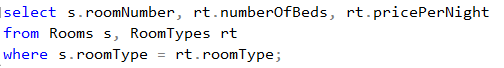 select s.roomNumber, rt.numberOfBeds, rt.pricePerNight
from Rooms s, RoomTypes rt
where s.roomType = rt.roomType;